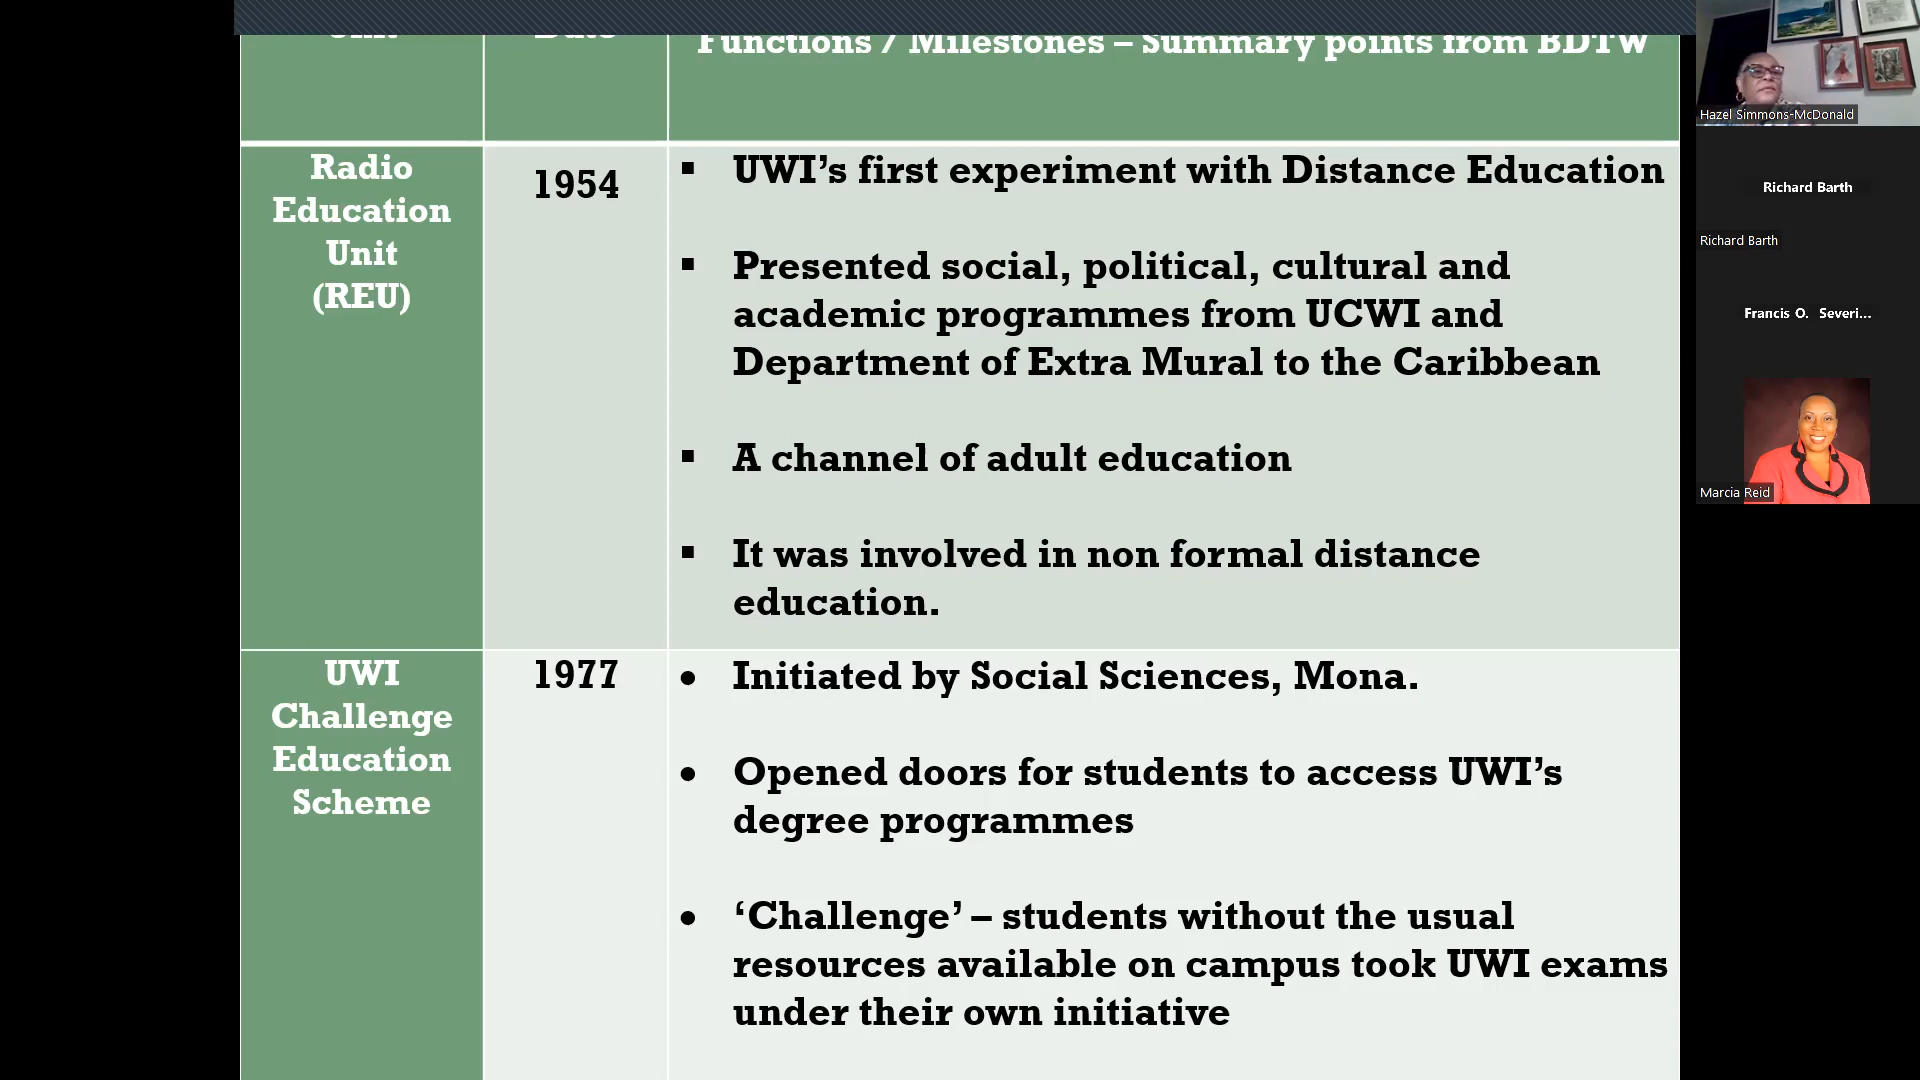 Unit
Date
Functions / Milestones – Summary points from BDTW
Radio
Education
Unit
(REU)
1954
▪ UWI’s first experiment with Distance Education
▪ Presented social, political, cultural and
academic programmes from UCWI and
Department of Extra Mural to the Caribbean
▪ A channel of adult education
▪ It was involved in non formal distance
education.
UWI
Challenge
Education
Scheme
1977
• Initiated by Social Sciences, Mona.
• Opened doors for students to access UWI’s
degree programmes
• ‘Challenge’ – students without the usual
resources available on campus took UWI exams
under their own initiative
Hazel Simmons-McDonald
Richard Barth
Richard Barth
Francis O. Severi...
Marcia Reid